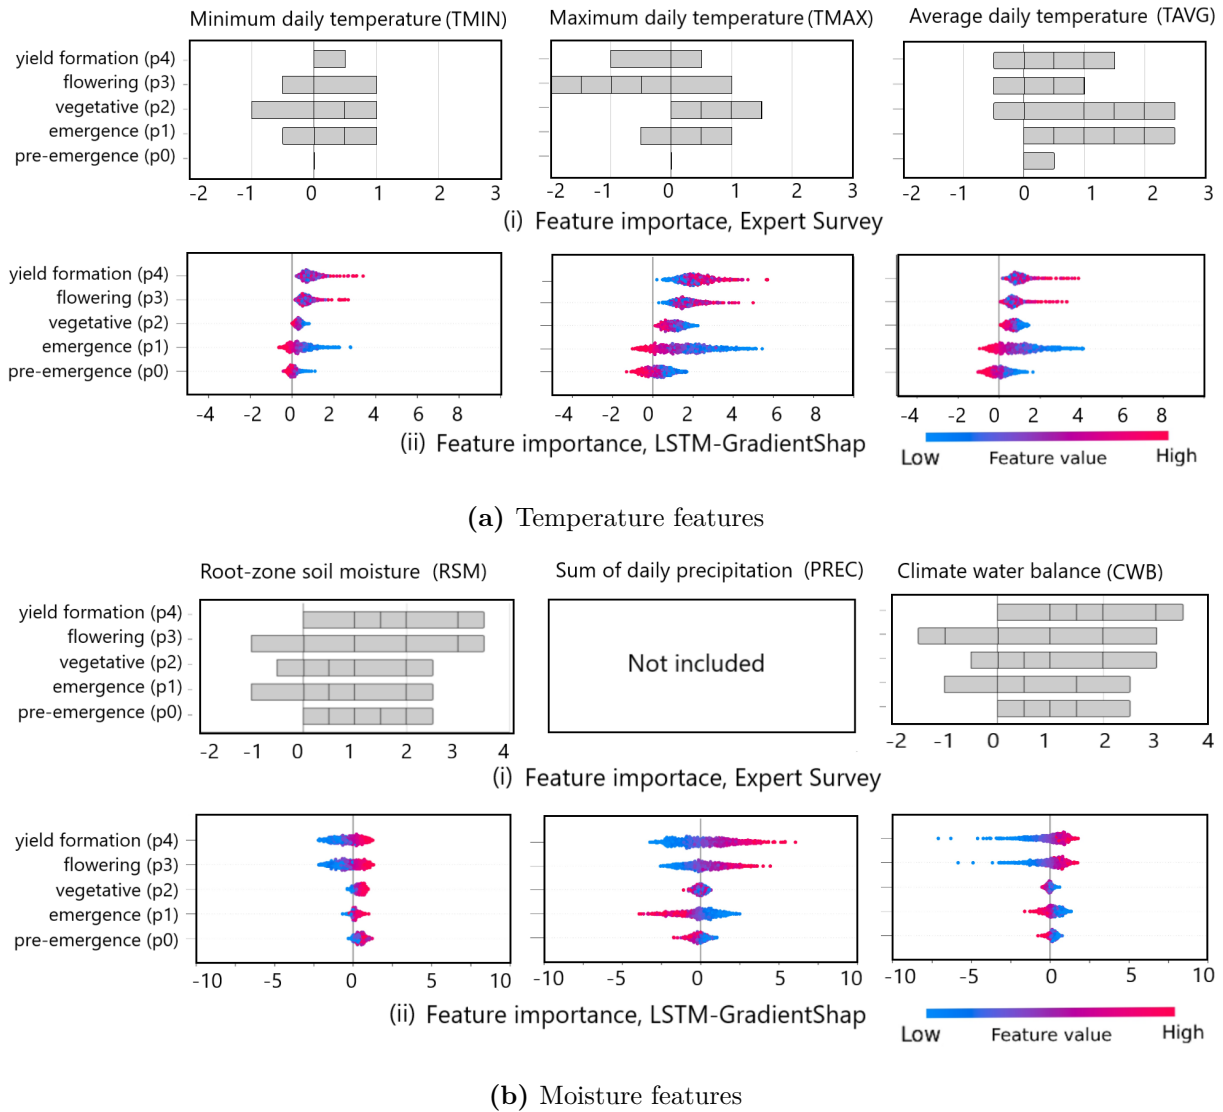 Minimum daily temperature (TMIN)
Maximum daily temperature (TMAX)
Average daily temperature (TAVG)
yield formation (p4)
flowering (p3)
vegetative (p2)
emergence (p1)
pre-emergence (p0)
-2 -1 0 1 2 3
-2 -1 0 1 2 3
-2 -1 0 1 2 3
(i) Feature importace, Expert Survey
yield formation (p4)
flowering (p3)
vegetative (p2)
emergence (p1)
pre-emergence (p0)
-4 -2 0 2 4 6 8
-4 -2 0 2 4 6 8
-4 -2 0 2 4 6 8
(ii) Feature importance, LSTM-GradientShap
Low Feature value High
(a) Temperature features
Root-zone soil moisture (RSM)
Sum of daily precipitation (PREC)
Climate water balance (CWB)
yield formation (p4)
flowering (p3)
vegetative (p2)
emergence (p1)
pre-emergence (p0)
Not included
-2 -1 0 1 2 3 4
-2 -1 0 1 2 3 4
(i) Feature importace, Expert Survey
yield formation (p4)
flowering (p3)
vegetative (p2)
emergence (p1)
pre-emergence (p0)
-10 -5 0 5 10
-10 -5 0 5 10
-10 -5 0 5 10
(ii) Feature importance, LSTM-GradientShap
Low Feature value High
(b) Moisture features